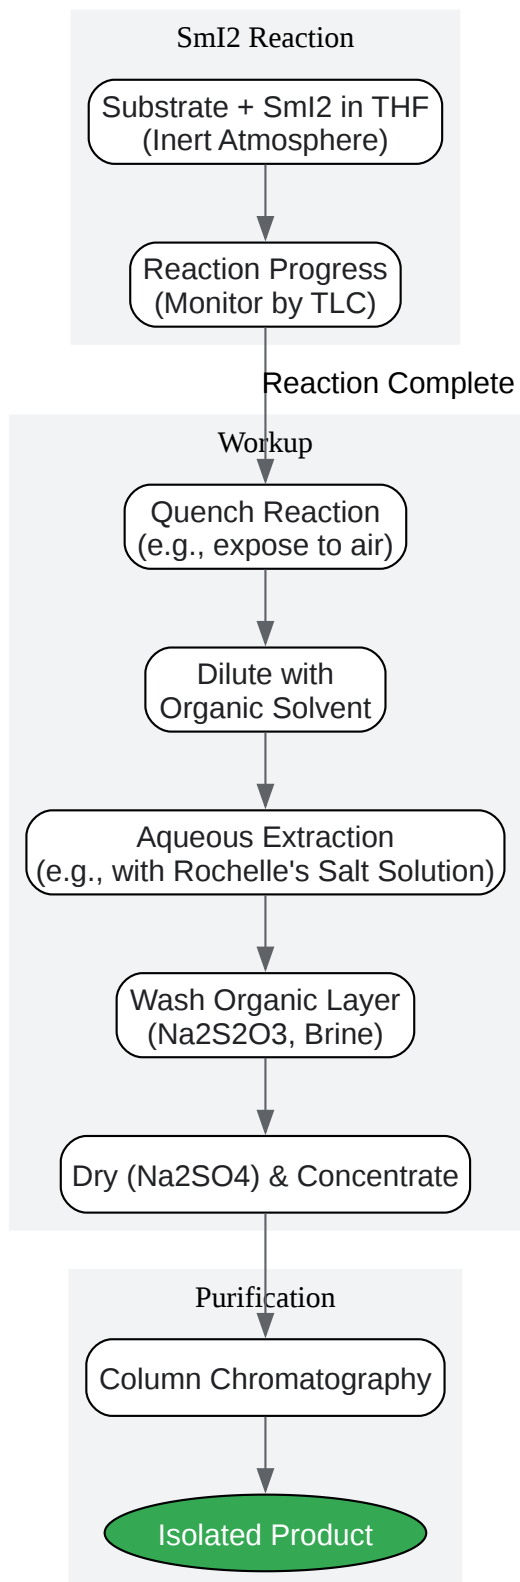 SmI2 Reaction
Substrate + SmI2 in THF
(Inert Atmosphere)
Reaction Progress
(Monitor by TLC)
Reaction Complete
Workup
Quench Reaction
(e.g., expose to air)
Dilute with
Organic Solvent
Aqueous Extraction
(e.g., with Rochelle's Salt Solution)
Wash Organic Layer
(Na2S2O3, Brine)
Dry (Na2SO4) & Concentrate
Purification
Column Chromatography
Isolated Product